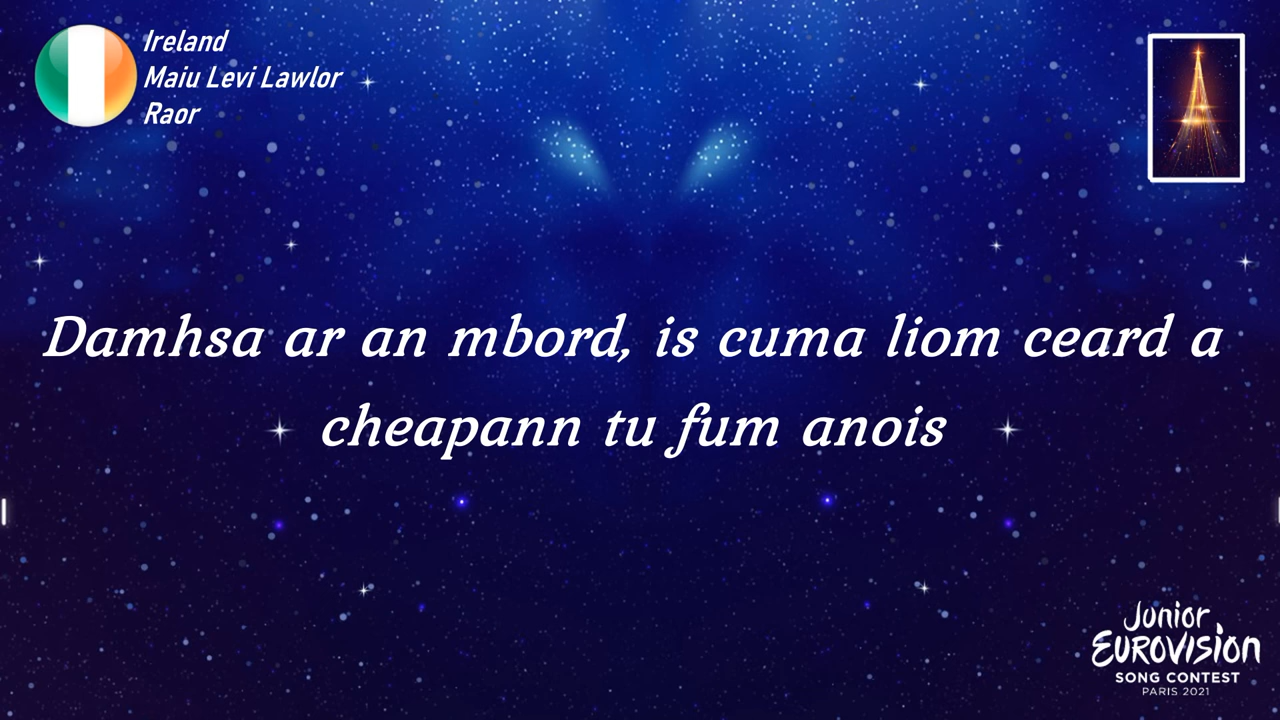 Ireland
Maiu Levi Lawlor
Raor
Damhsa ar an mbord, is cuma liom ceard a
cheapann tu fum anois
Junior
EUROVISION
SONG CONTEST
PARIS 2021